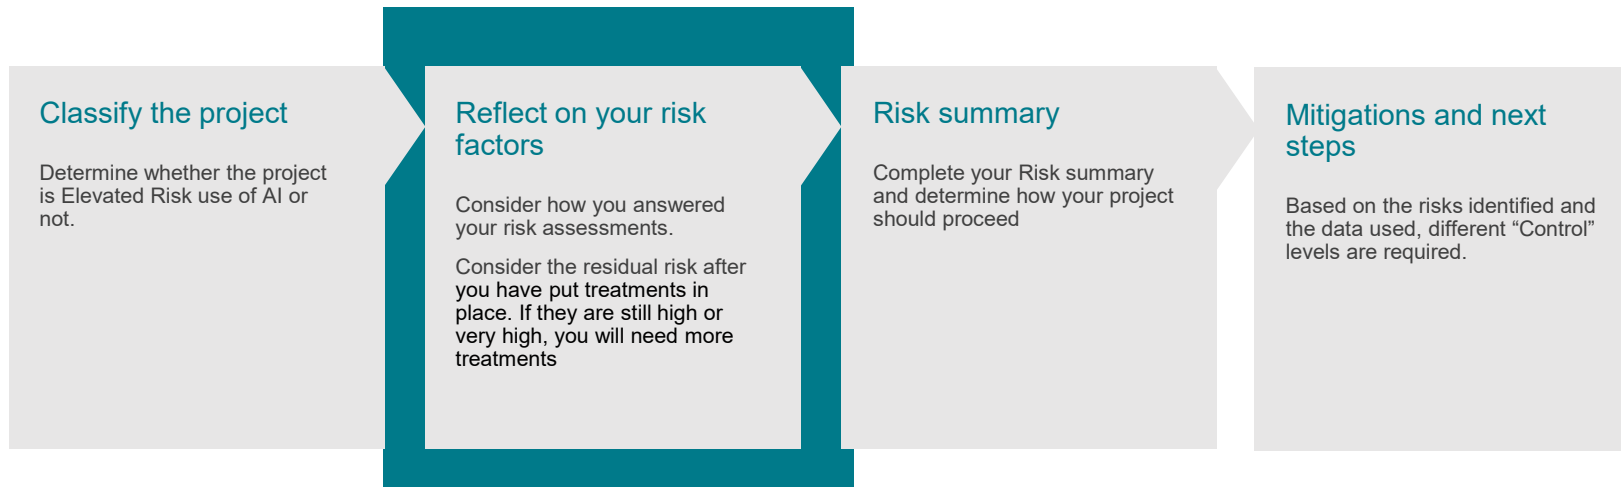 Classify the project
Determine whether the project
is Elevated Risk use of AI or
not.
Reflect on your risk
factors
Consider how you answered
your risk assessments.
Consider the residual risk after
you have put treatments in
place. If they are still high or
very high, you will need more
treatments
Risk summary
Complete your Risk summary
and determine how your project
should proceed
Mitigations and next
steps
Based on the risks identified and
the data used, different “Control”
levels are required.